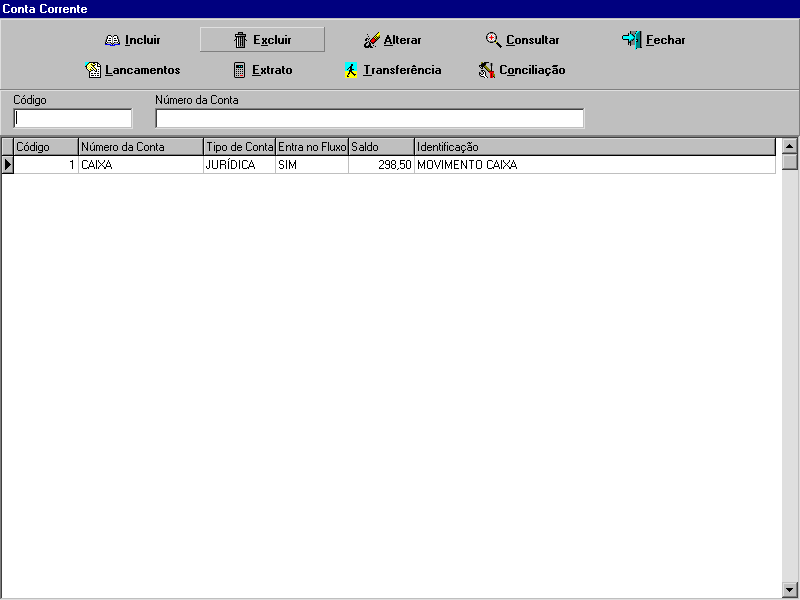 Conta Corrente
Incluir Excluir Alterar Consultar Fechar
Lancamentos Extrato Transferência Conciliação
Código Número da Conta
Código Número da Conta Tipo de Conta Entra no Fluxo Saldo Identificação
1 CAIXA JURÍDICA SIM 298,50 MOVIMENTO CAIXA